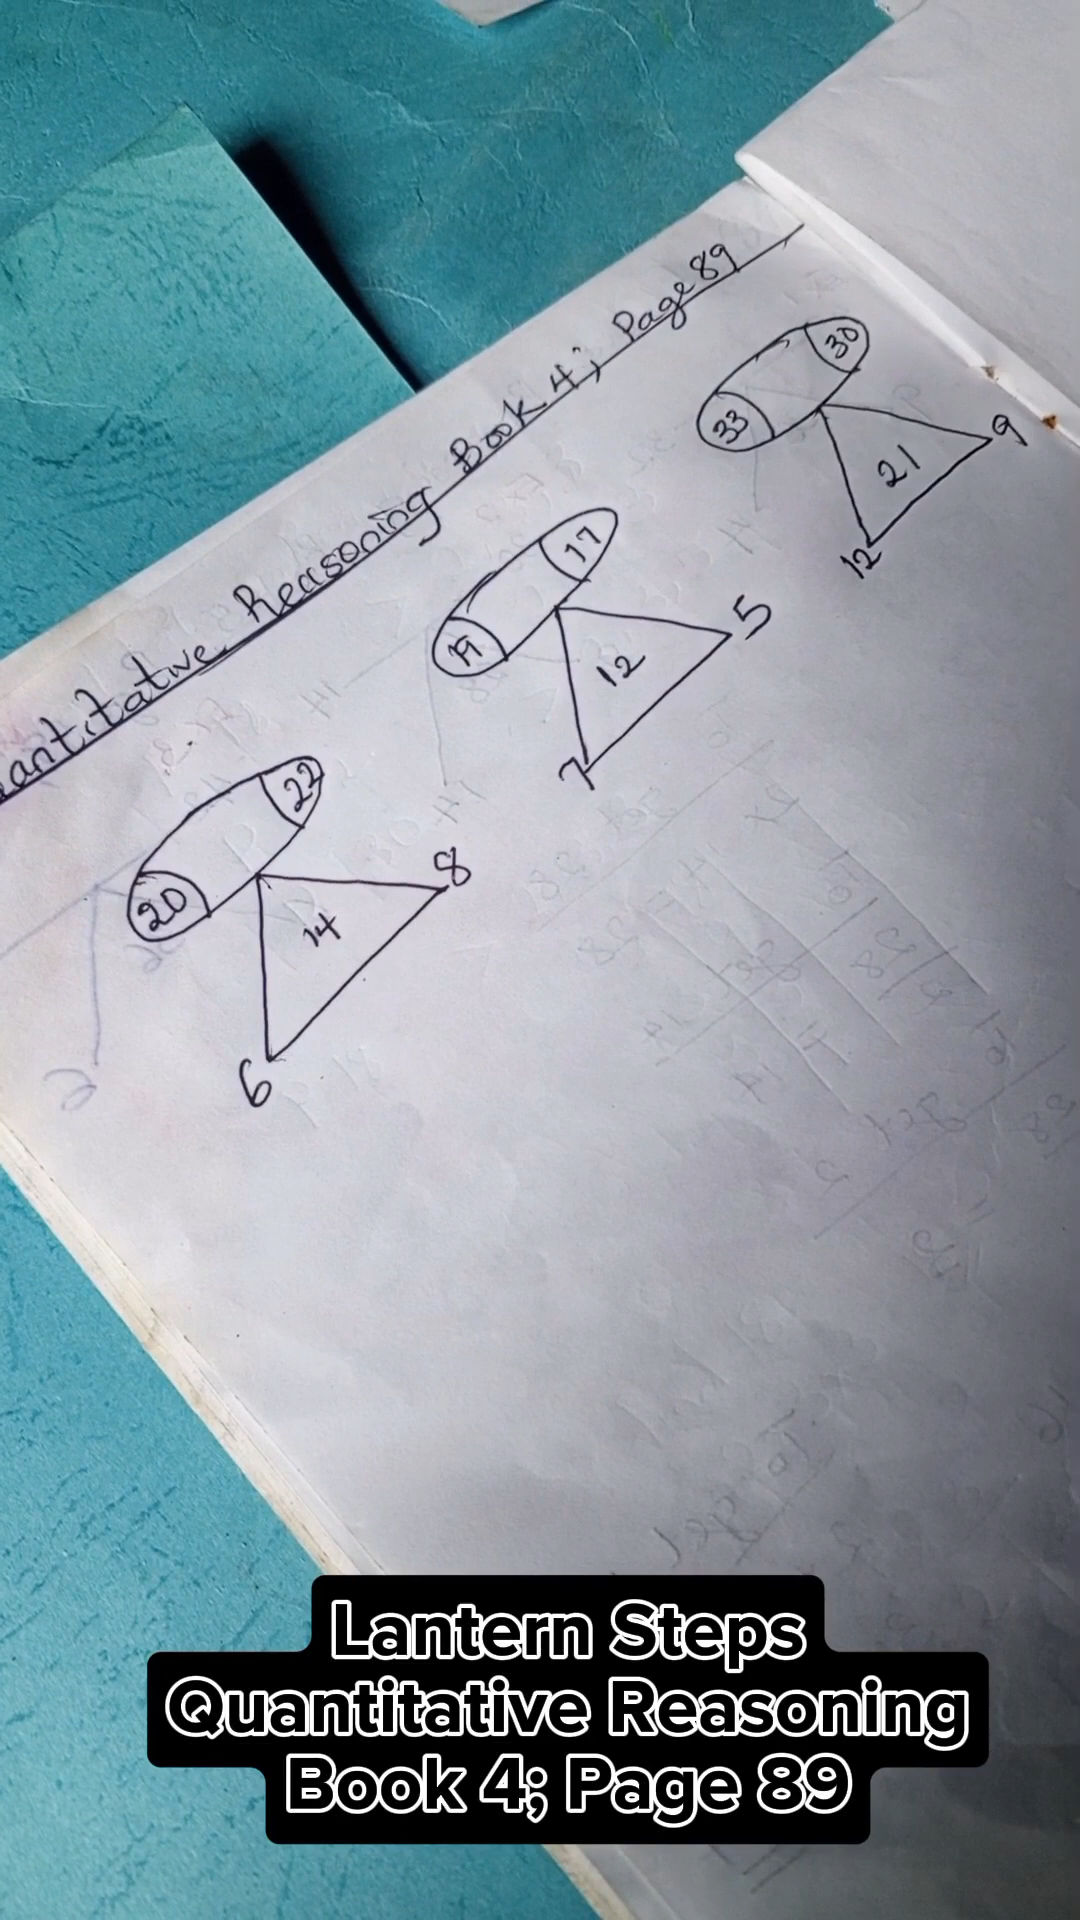 Quantitative Reasoning Book 4; Page 89
33 30
21
12 9
19 17
12
7 5
20 22
14
6 8
Lantern Steps
Quantitative Reasoning
Book 4; Page 89